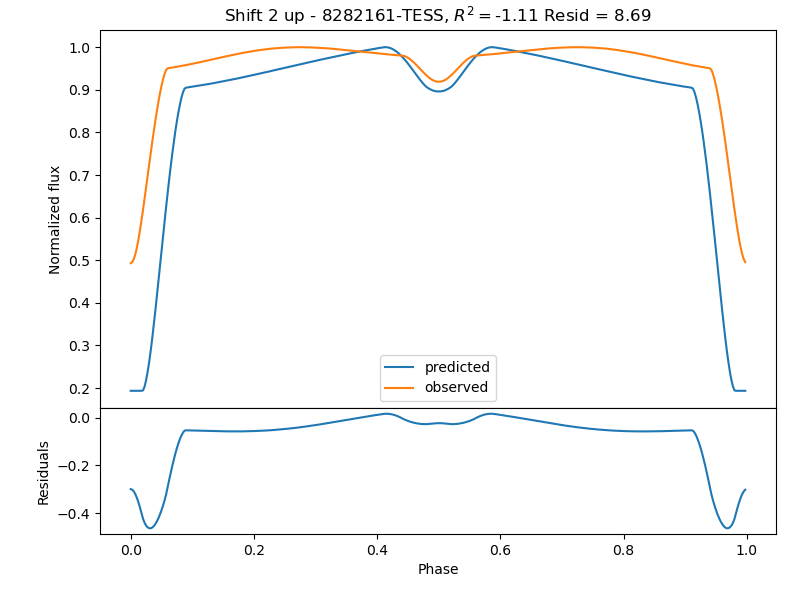 Shift 2 up - 8282161-TESS, R² = -1.11 Resid = 8.69
Normalized flux
1.0
0.9
0.8
0.7
0.6
0.5
0.4
0.3
0.2
predicted
observed
Residuals
0.0
−0.2
−0.4
0.0 0.2 0.4 0.6 0.8 1.0
Phase